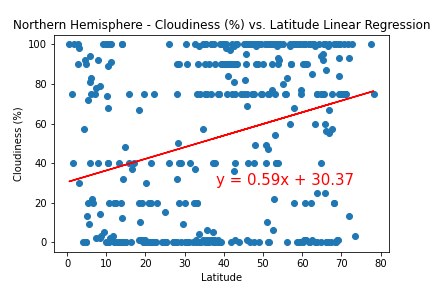 Northern Hemisphere - Cloudiness (%) vs. Latitude Linear Regression
100
80
60
40
20
0
Cloudiness (%)
y = 0.59x + 30.37
0 10 20 30 40 50 60 70 80
Latitude